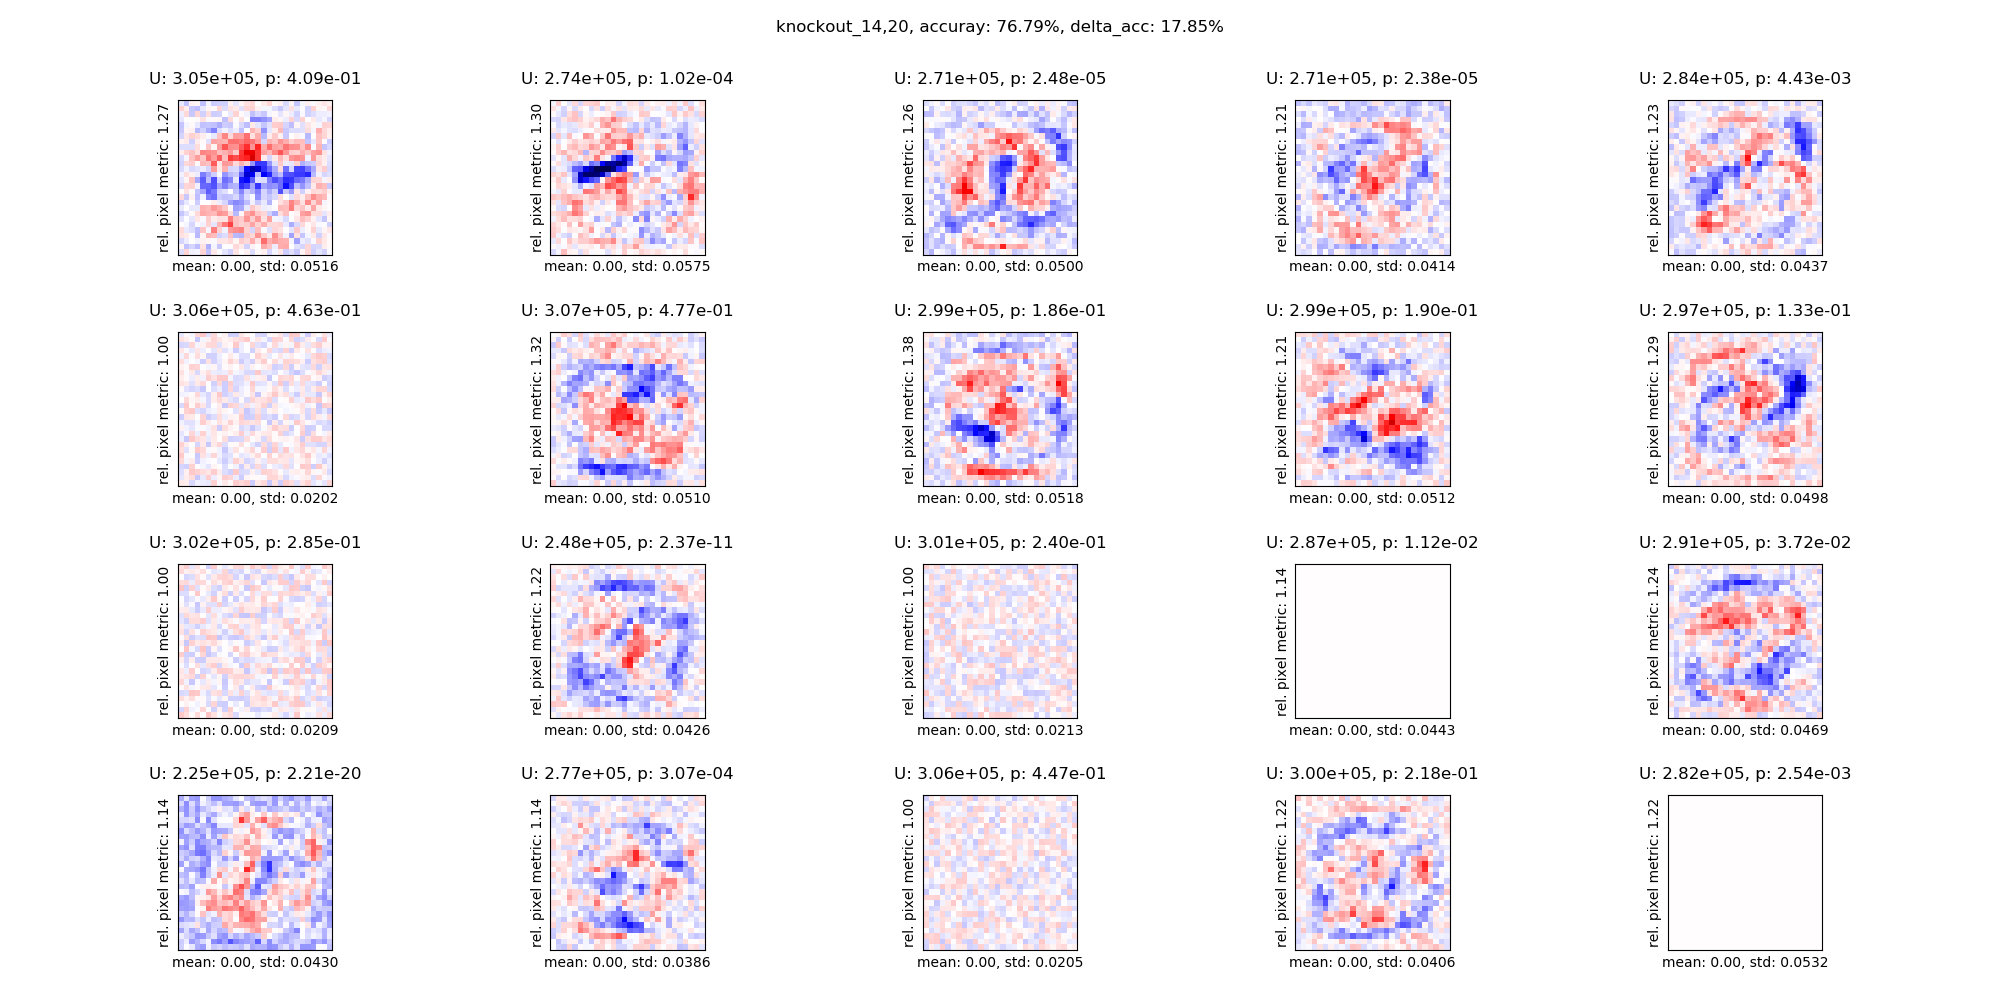 knockout_14,20, accuray: 76.79%, delta_acc: 17.85%
U: 3.05e+05, p: 4.09e-01
rel. pixel metric: 1.27
mean: 0.00, std: 0.0516
U: 2.74e+05, p: 1.02e-04
rel. pixel metric: 1.30
mean: 0.00, std: 0.0575
U: 2.71e+05, p: 2.48e-05
rel. pixel metric: 1.26
mean: 0.00, std: 0.0500
U: 2.71e+05, p: 2.38e-05
rel. pixel metric: 1.21
mean: 0.00, std: 0.0414
U: 2.84e+05, p: 4.43e-03
rel. pixel metric: 1.23
mean: 0.00, std: 0.0437
U: 3.06e+05, p: 4.63e-01
rel. pixel metric: 1.00
mean: 0.00, std: 0.0202
U: 3.07e+05, p: 4.77e-01
rel. pixel metric: 1.32
mean: 0.00, std: 0.0510
U: 2.99e+05, p: 1.86e-01
rel. pixel metric: 1.38
mean: 0.00, std: 0.0518
U: 2.99e+05, p: 1.90e-01
rel. pixel metric: 1.21
mean: 0.00, std: 0.0512
U: 2.97e+05, p: 1.33e-01
rel. pixel metric: 1.29
mean: 0.00, std: 0.0498
U: 3.02e+05, p: 2.85e-01
rel. pixel metric: 1.00
mean: 0.00, std: 0.0209
U: 2.48e+05, p: 2.37e-11
rel. pixel metric: 1.22
mean: 0.00, std: 0.0426
U: 3.01e+05, p: 2.40e-01
rel. pixel metric: 1.00
mean: 0.00, std: 0.0213
U: 2.87e+05, p: 1.12e-02
rel. pixel metric: 1.14
mean: 0.00, std: 0.0443
U: 2.91e+05, p: 3.72e-02
rel. pixel metric: 1.24
mean: 0.00, std: 0.0469
U: 2.25e+05, p: 2.21e-20
rel. pixel metric: 1.14
mean: 0.00, std: 0.0430
U: 2.77e+05, p: 3.07e-04
rel. pixel metric: 1.14
mean: 0.00, std: 0.0386
U: 3.06e+05, p: 4.47e-01
rel. pixel metric: 1.00
mean: 0.00, std: 0.0205
U: 3.00e+05, p: 2.18e-01
rel. pixel metric: 1.22
mean: 0.00, std: 0.0406
U: 2.82e+05, p: 2.54e-03
rel. pixel metric: 1.22
mean: 0.00, std: 0.0532